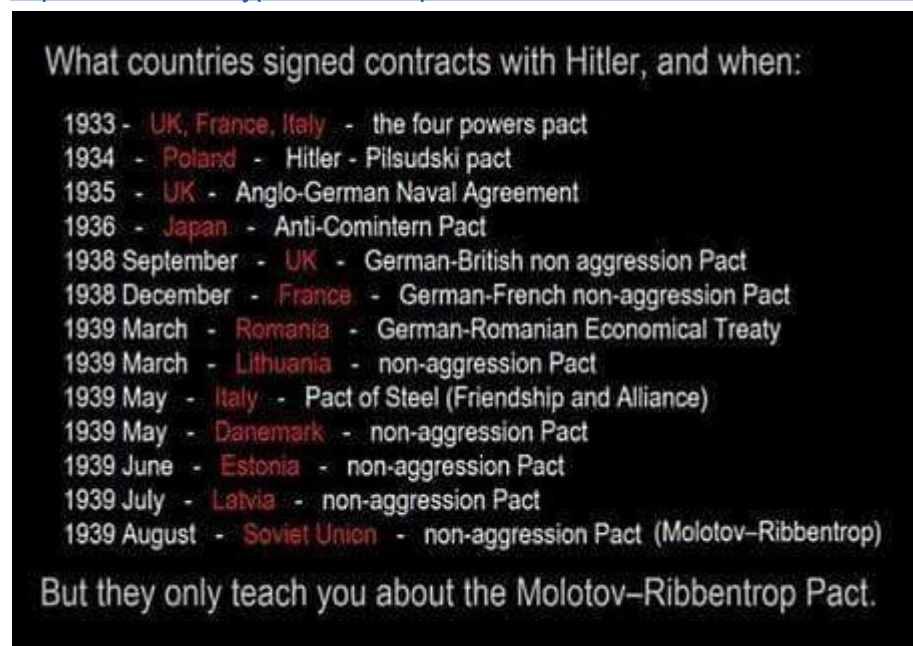 What countries signed contracts with Hitler, and when:
1933 - UK, France, Italy - the four powers pact
1934 - Poland - Hitler - Pilsudski pact
1935 - UK - Anglo-German Naval Agreement
1936 - Japan - Anti-Comintern Pact
1938 September - UK - German-British non aggression Pact
1938 December - France - German-French non-aggression Pact
1939 March - Romania - German-Romanian Economical Treaty
1939 March - Lithuania - non-aggression Pact
1939 May - Italy - Pact of Steel (Friendship and Alliance)
1939 May - Danemark - non-aggression Pact
1939 June - Estonia - non-aggression Pact
1939 July - Latvia - non-aggression Pact
1939 August - Soviet Union - non-aggression Pact (Molotov–Ribbentrop)
But they only teach you about the Molotov–Ribbentrop Pact.